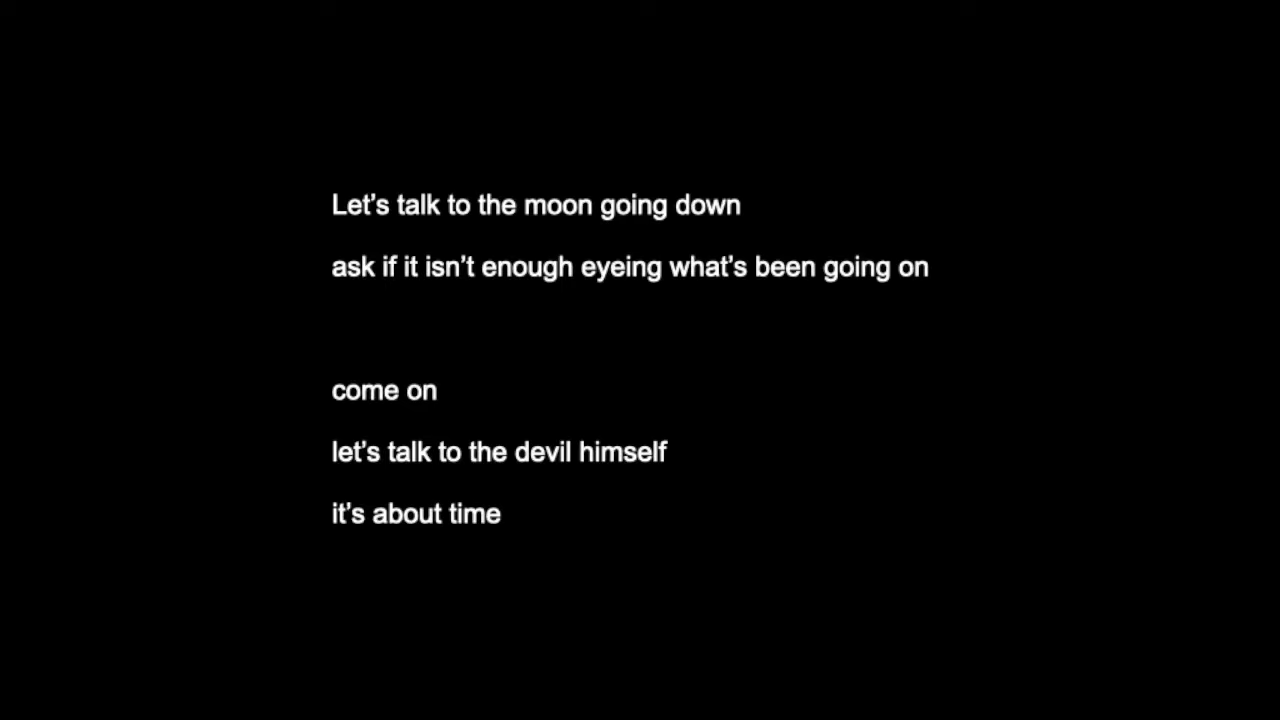 Let’s talk to the moon going down
ask if it isn’t enough eyeing what’s been going on
come on
let’s talk to the devil himself
it’s about time